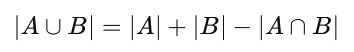 |A ∪ B| = |A| + |B| − |A ∩ B|